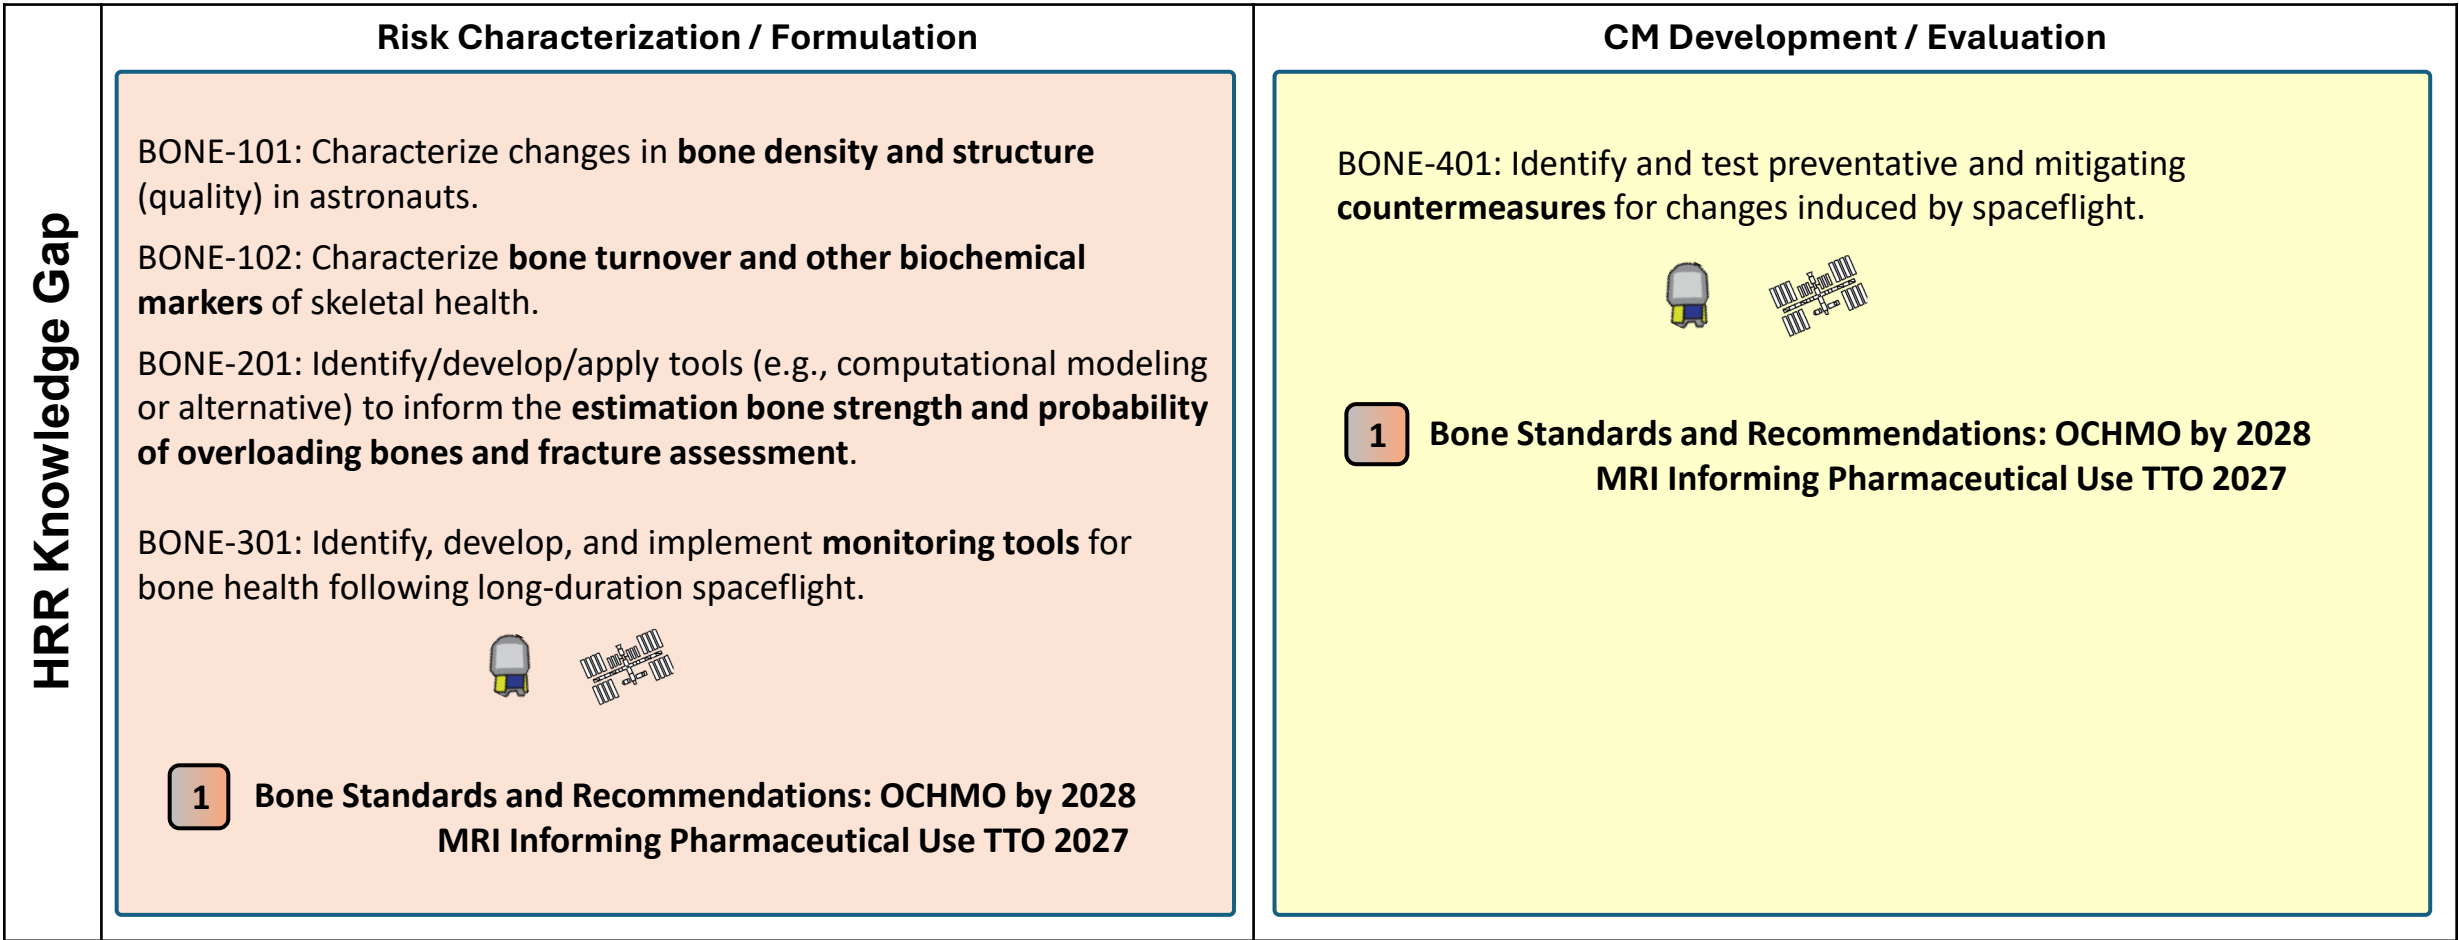 HRR Knowledge Gap
Risk Characterization / Formulation
BONE-101: Characterize changes in bone density and structure
(quality) in astronauts.
BONE-102: Characterize bone turnover and other biochemical
markers of skeletal health.
BONE-201: Identify/develop/apply tools (e.g., computational modeling
or alternative) to inform the estimation bone strength and probability
of overloading bones and fracture assessment.
BONE-301: Identify, develop, and implement monitoring tools for
bone health following long-duration spaceflight.
1 Bone Standards and Recommendations: OCHMO by 2028
MRI Informing Pharmaceutical Use TTO 2027
CM Development / Evaluation
BONE-401: Identify and test preventative and mitigating
countermeasures for changes induced by spaceflight.
1 Bone Standards and Recommendations: OCHMO by 2028
MRI Informing Pharmaceutical Use TTO 2027